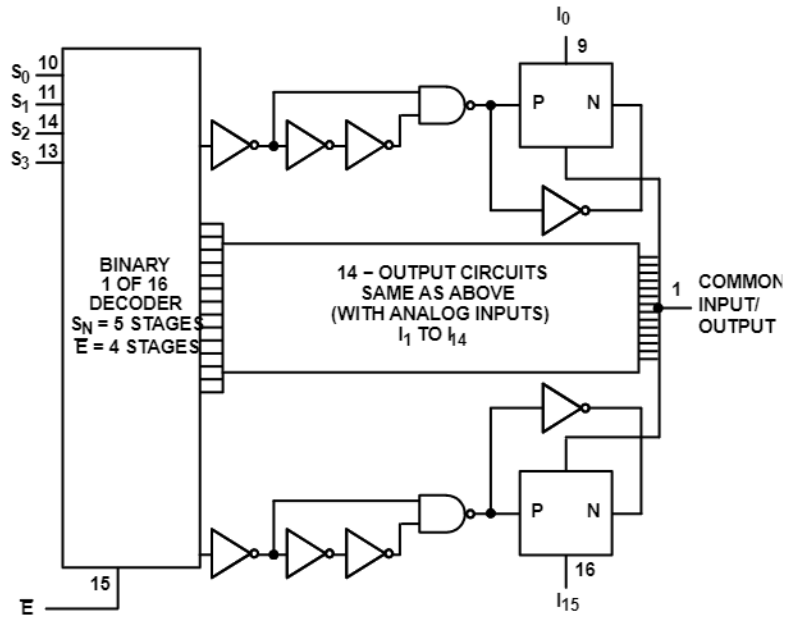 I0
9
S0 10
S1 11
S2 14
S3 13
P N
BINARY
1 OF 16
DECODER
SN = 5 STAGES
E̅ = 4 STAGES
14 – OUTPUT CIRCUITS
SAME AS ABOVE
(WITH ANALOG INPUTS)
I1 TO I14
1
COMMON
INPUT/
OUTPUT
P N
15
16
E̅
I15